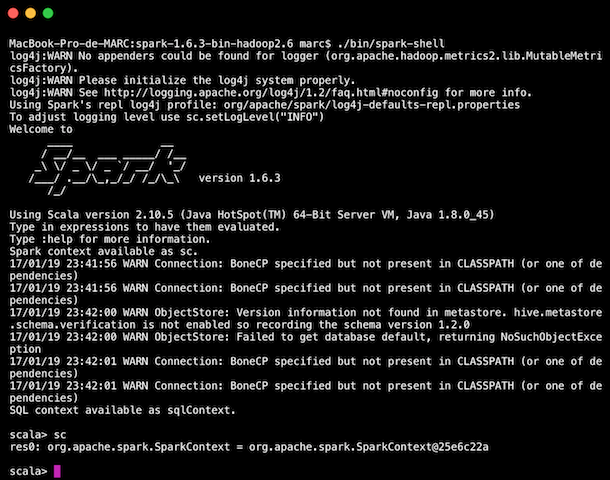 MacBook-Pro-de-MARC:spark-1.6.3-bin-hadoop2.6 marc$ ./bin/spark-shell
log4j:WARN No appenders could be found for logger (org.apache.hadoop.metrics2.lib.MutableMetri
csFactory).
log4j:WARN Please initialize the log4j system properly.
log4j:WARN See http://logging.apache.org/log4j/1.2/faq.html#noconfig for more info.
Using Spark's repl log4j profile: org/apache/spark/log4j-defaults-repl.properties
To adjust logging level use sc.setLogLevel("INFO")
Welcome to
Spark version 1.6.3
Using Scala version 2.10.5 (Java HotSpot(TM) 64-Bit Server VM, Java 1.8.0_45)
Type in expressions to have them evaluated.
Type :help for more information.
Spark context available as sc.
17/01/19 23:41:56 WARN Connection: BoneCP specified but not present in CLASSPATH (or one of de
pendencies)
17/01/19 23:41:56 WARN Connection: BoneCP specified but not present in CLASSPATH (or one of de
pendencies)
17/01/19 23:42:00 WARN ObjectStore: Version information not found in metastore. hive.metastore
.schema.verification is not enabled so recording the schema version 1.2.0
17/01/19 23:42:00 WARN ObjectStore: Failed to get database default, returning NoSuchObjectExce
ption
17/01/19 23:42:01 WARN Connection: BoneCP specified but not present in CLASSPATH (or one of de
pendencies)
17/01/19 23:42:01 WARN Connection: BoneCP specified but not present in CLASSPATH (or one of de
pendencies)
SQL context available as sqlContext.
scala> sc
res0: org.apache.spark.SparkContext = org.apache.spark.SparkContext@25e6c22a
scala>